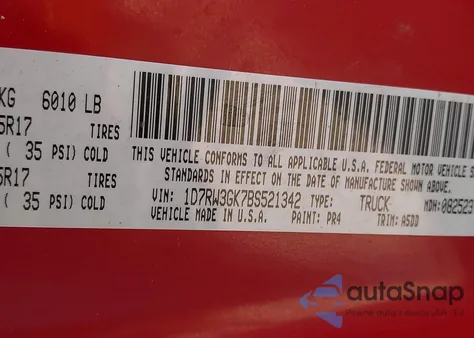 KG 6010 LB
5R17 TIRES
( 35 PSI) COLD
5R17 TIRES
( 35 PSI) COLD
THIS VEHICLE CONFORMS TO ALL APPLICABLE U.S.A. FEDERAL MOTOR VEHICLE S
STANDARDS IN EFFECT ON THE DATE OF MANUFACTURE SHOWN ABOVE.
VIN: 1D7RW3GK7BS521342 TYPE: TRUCK MDH: 082523
VEHICLE MADE IN U.S.A. PAINT: PR4 TRIM: A5DD
autoSnap